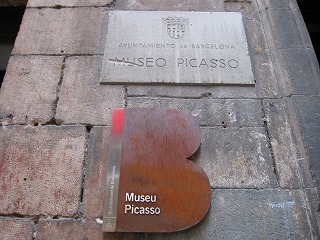 AYUNTAMIENTO DE BARCELONA
MUSEO PICASSO
Museu
Picasso